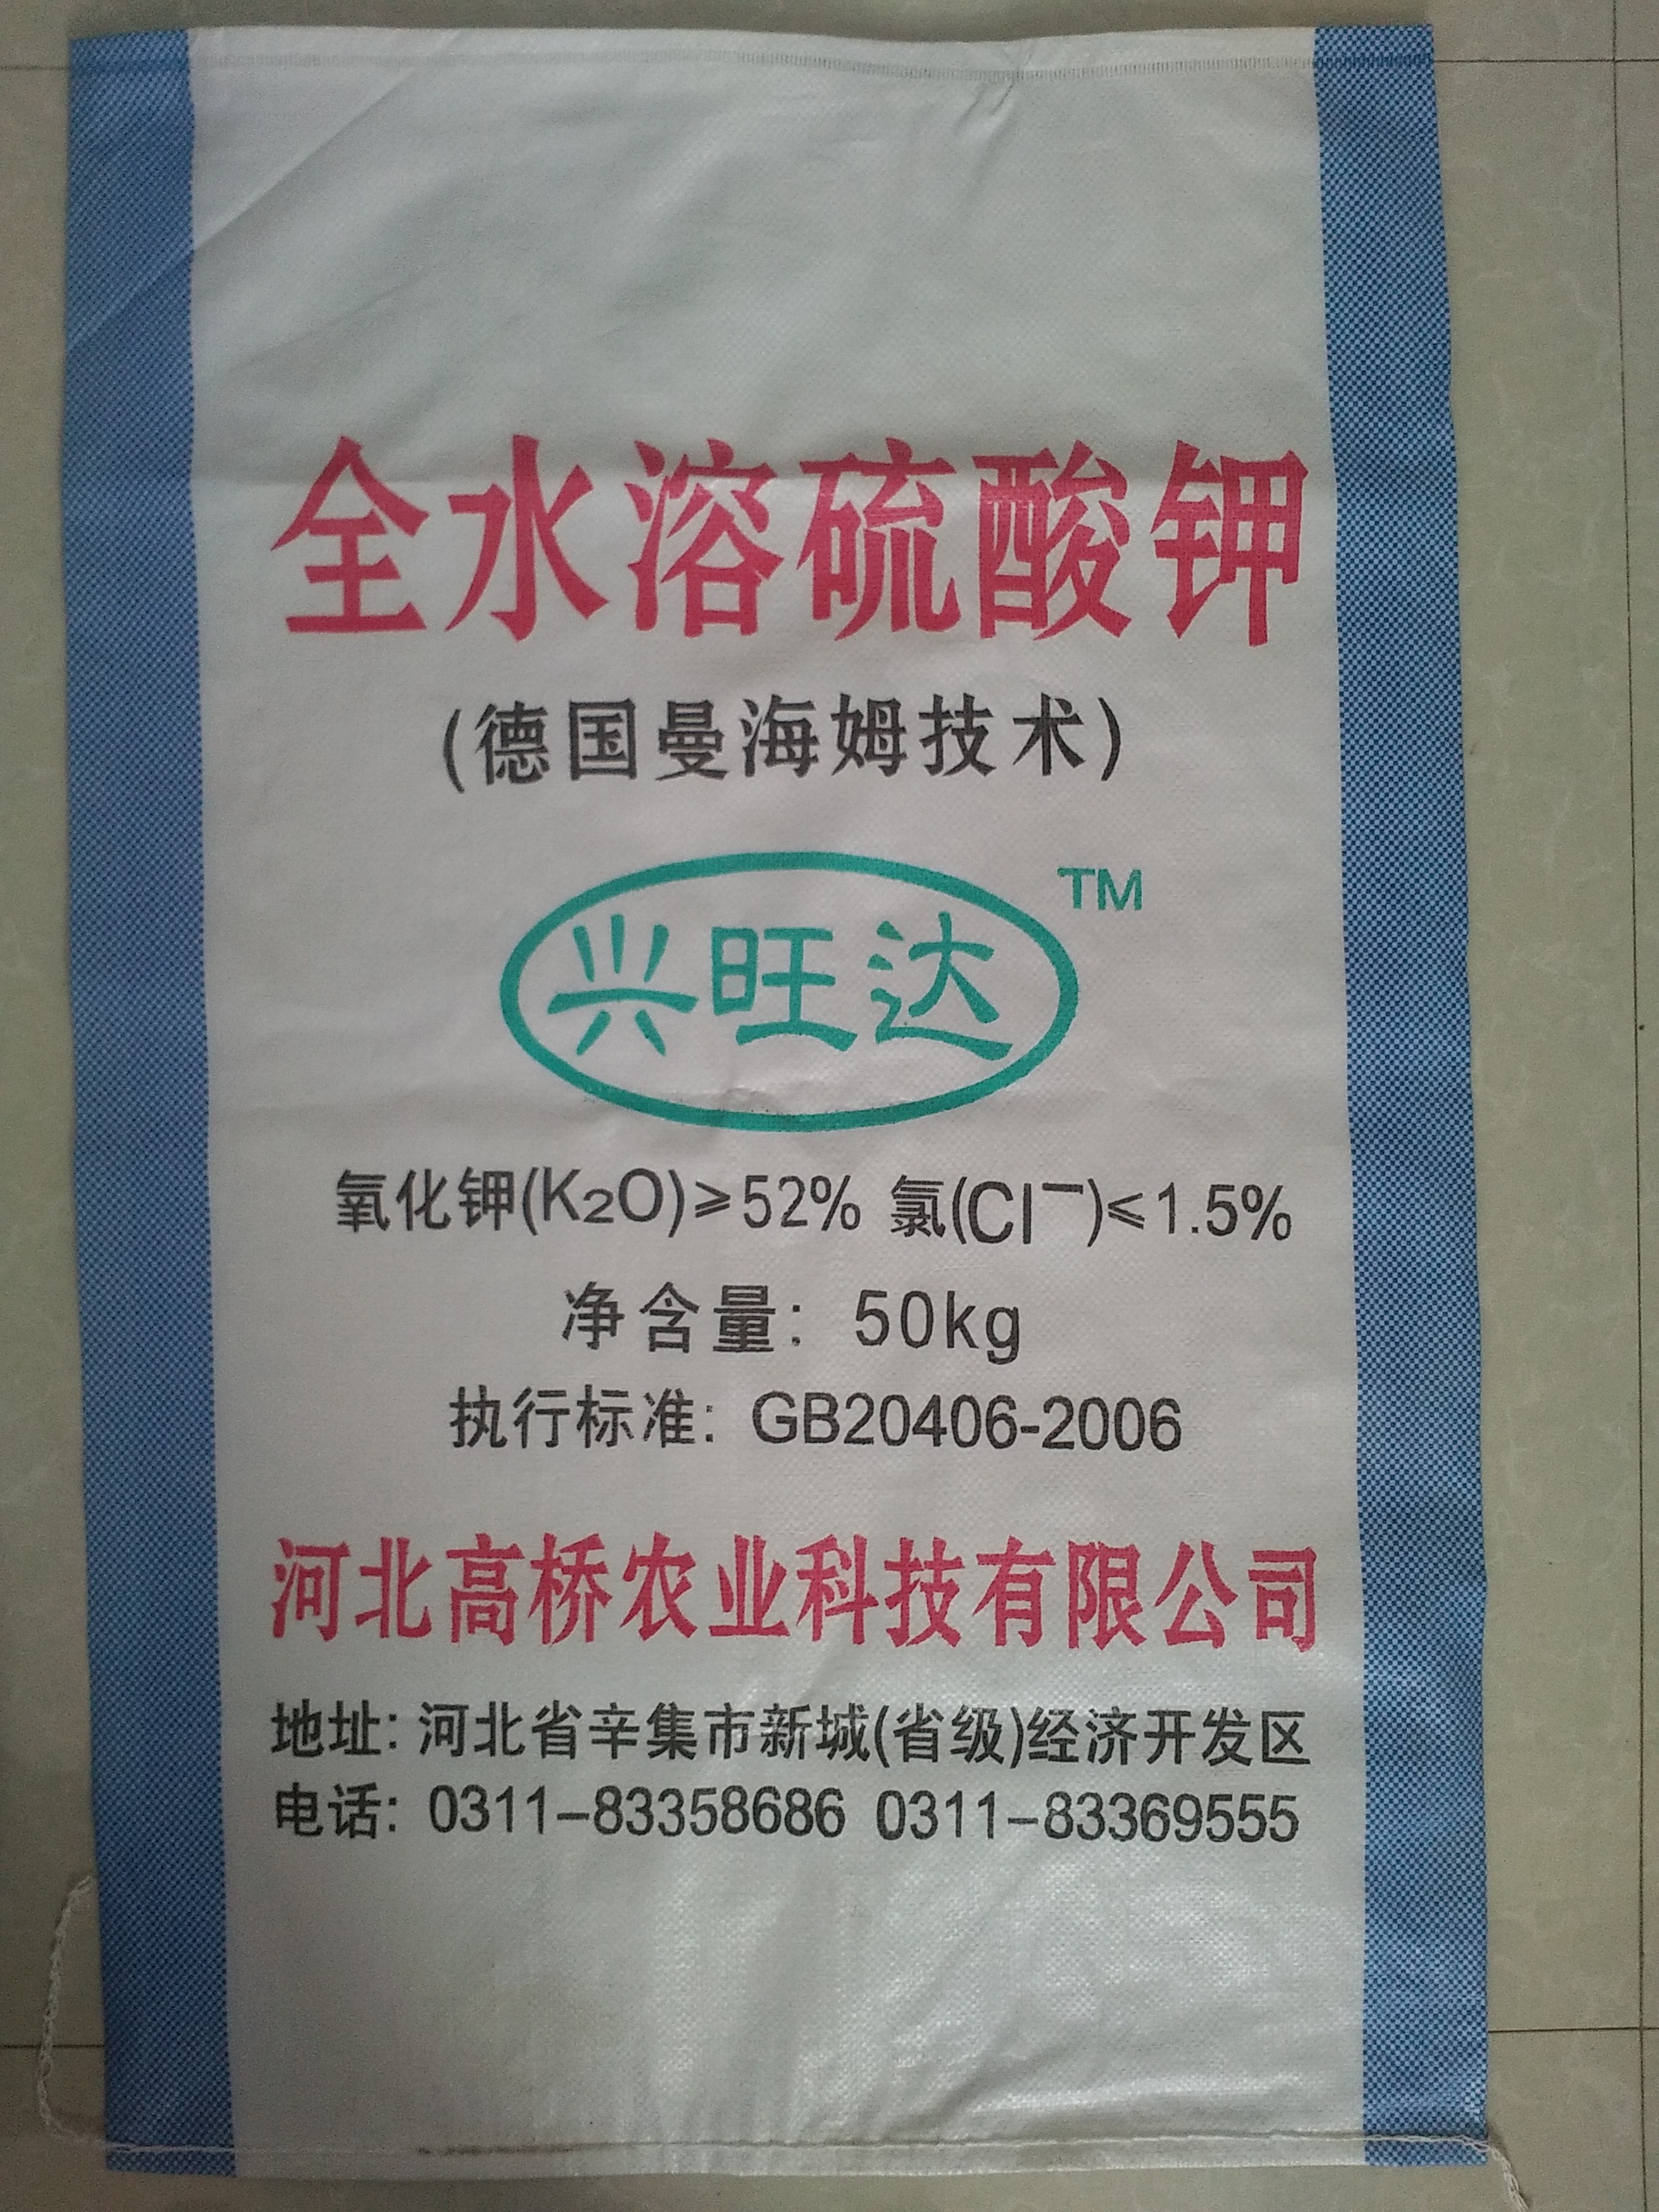 全水溶硫酸钾
(德国曼海姆技术)
兴旺达 TM
氧化钾(K2O)≥52% 氯(Cl⁻)≤1.5%
净含量: 50kg
执行标准: GB20406-2006
河北高桥农业科技有限公司
地址: 河北省辛集市新城(省级)经济开发区
电话: 0311-83358686 0311-83369555